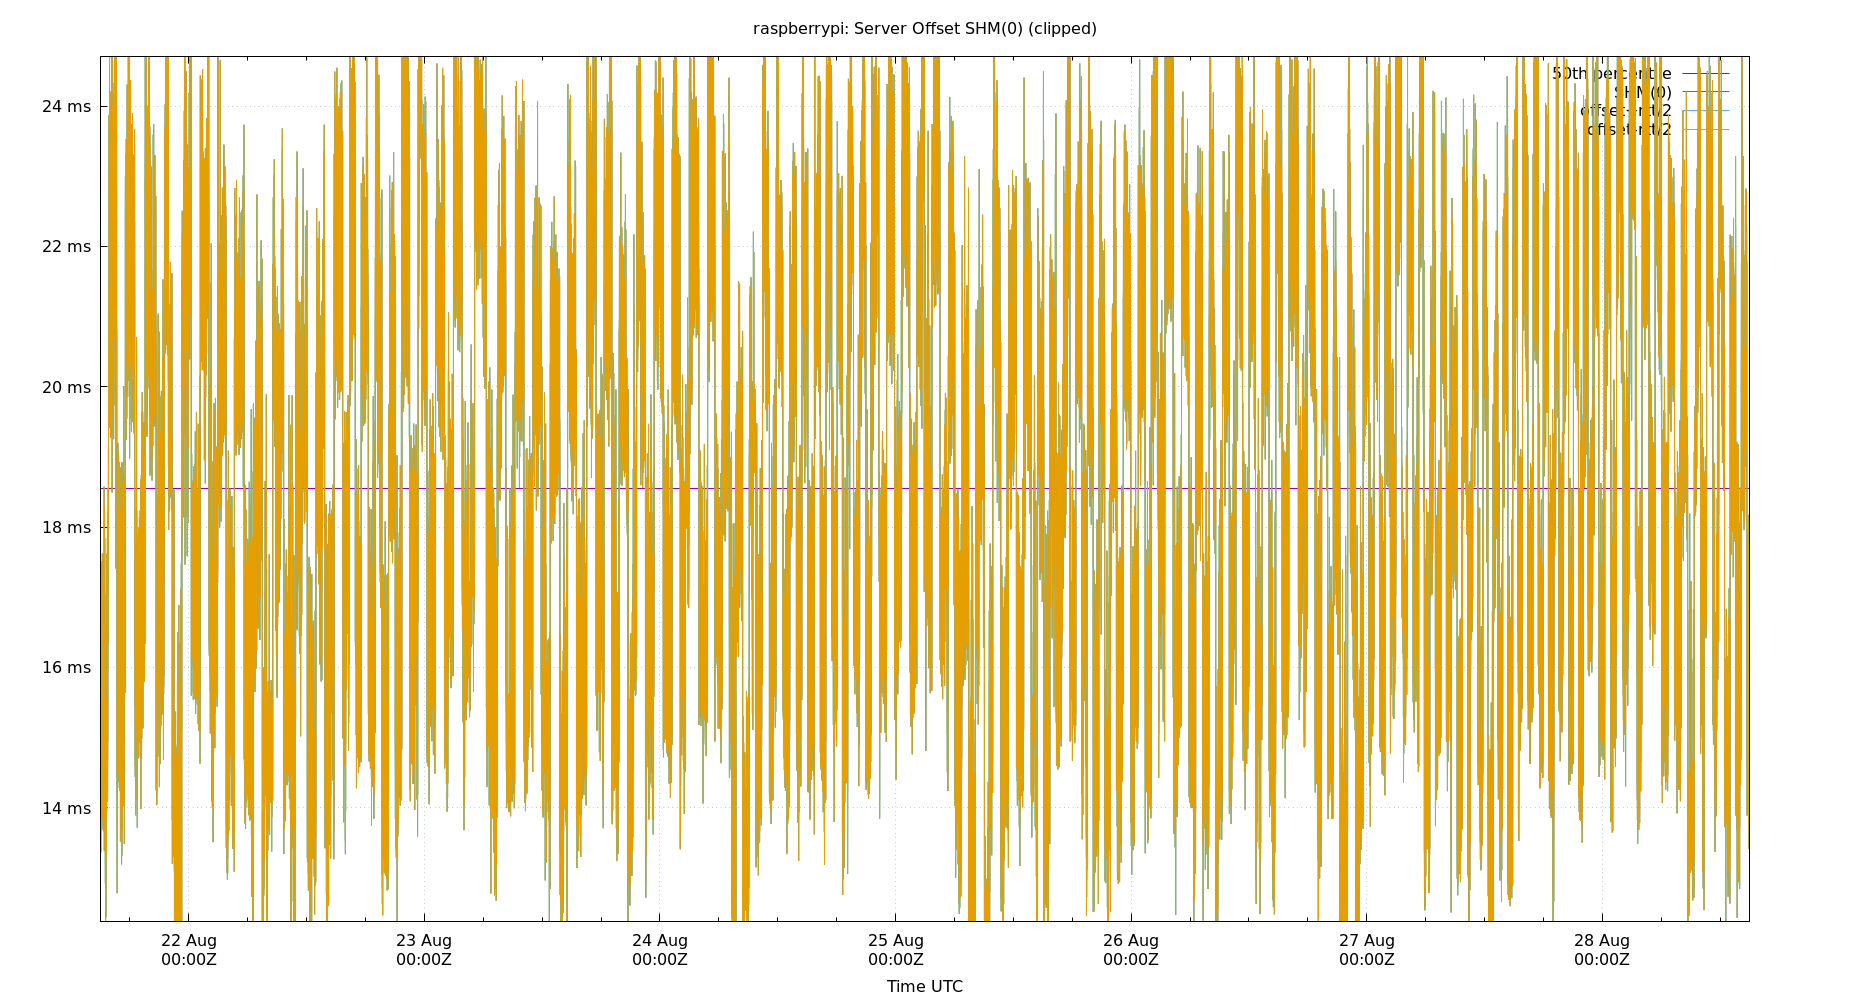 raspberrypi: Server Offset SHM(0) (clipped)
50th percentile
SHM(0)
offset+rtt/2
offset-rtt/2
24 ms
22 ms
20 ms
18 ms
16 ms
14 ms
22 Aug 23 Aug 24 Aug 25 Aug 26 Aug 27 Aug 28 Aug
00:00Z 00:00Z 00:00Z 00:00Z 00:00Z 00:00Z 00:00Z
Time UTC